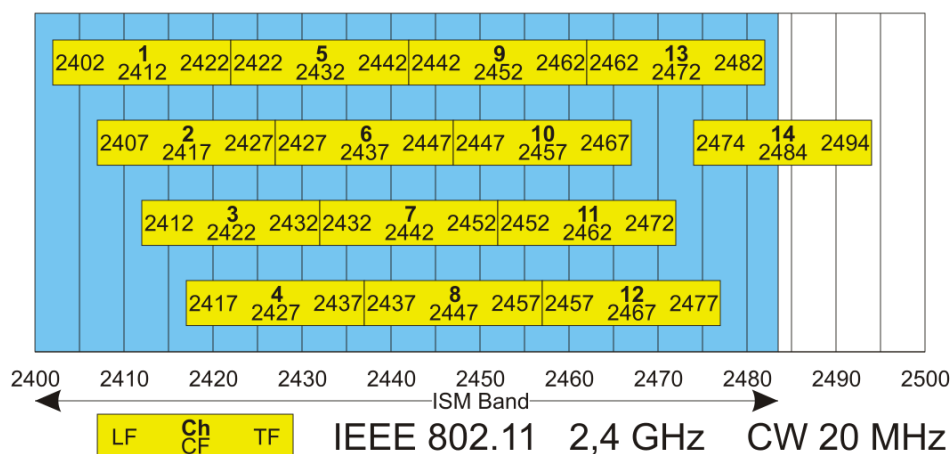 1 5 9 13
2402 2412 2422 2422 2432 2442 2442 2452 2462 2462 2472 2482
2 6 10 14
2407 2417 2427 2427 2437 2447 2447 2457 2467 2474 2484 2494
3 7 11
2412 2422 2432 2432 2442 2452 2452 2462 2472
4 8 12
2417 2427 2437 2437 2447 2457 2457 2467 2477
2400 2410 2420 2430 2440 2450 2460 2470 2480 2490 2500
ISM Band
Ch
LF CF TF IEEE 802.11 2,4 GHz CW 20 MHz